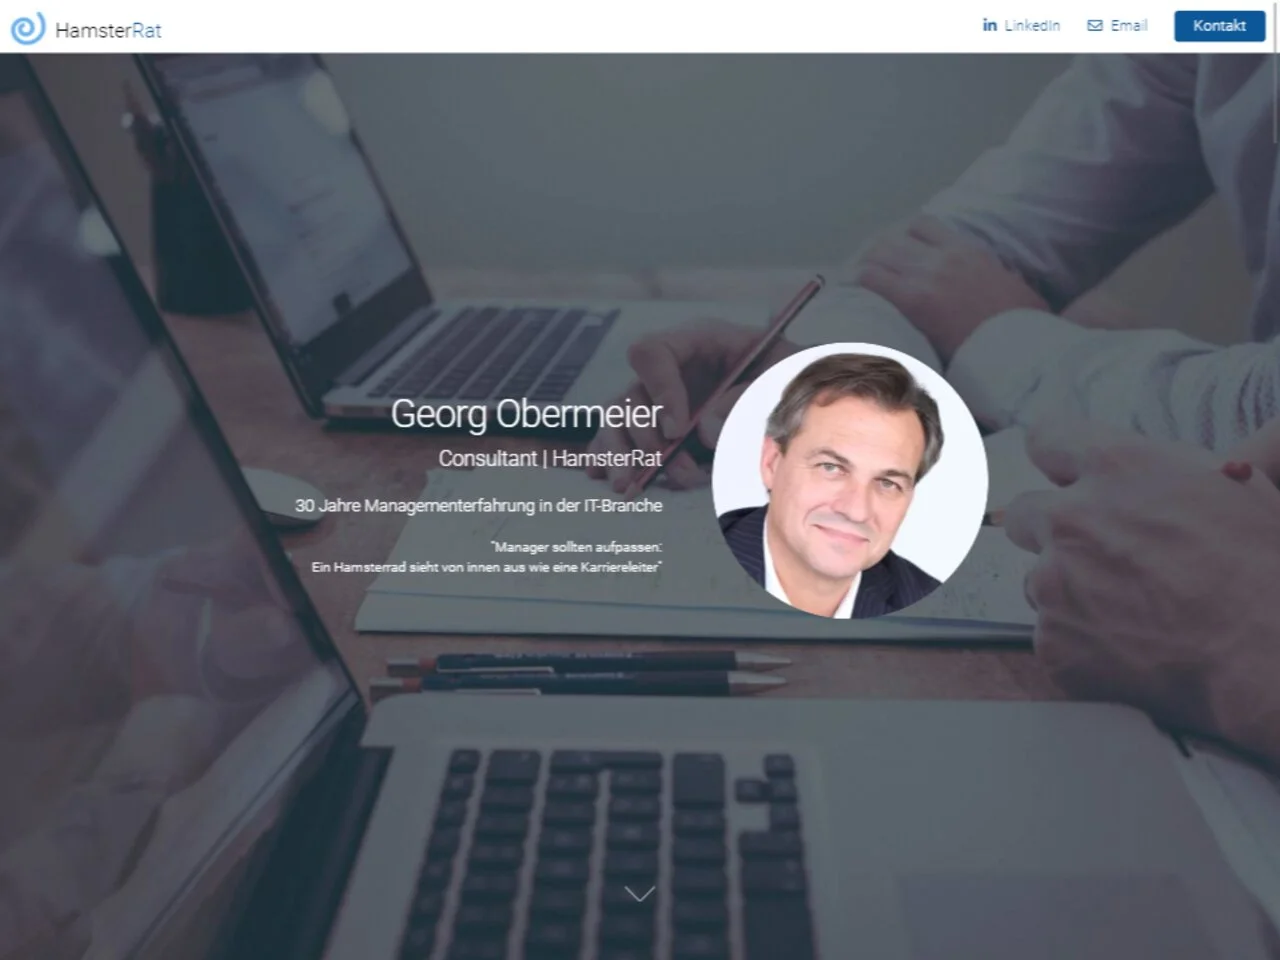 HamsterRat
LinkedIn
Email
Kontakt
Georg Obermeier
Consultant | HamsterRat
30 Jahre Managementerfahrung in der IT-Branche
"Manager sollten aufpassen:
Ein Hamsterrad sieht von innen aus wie eine Karriereleiter"